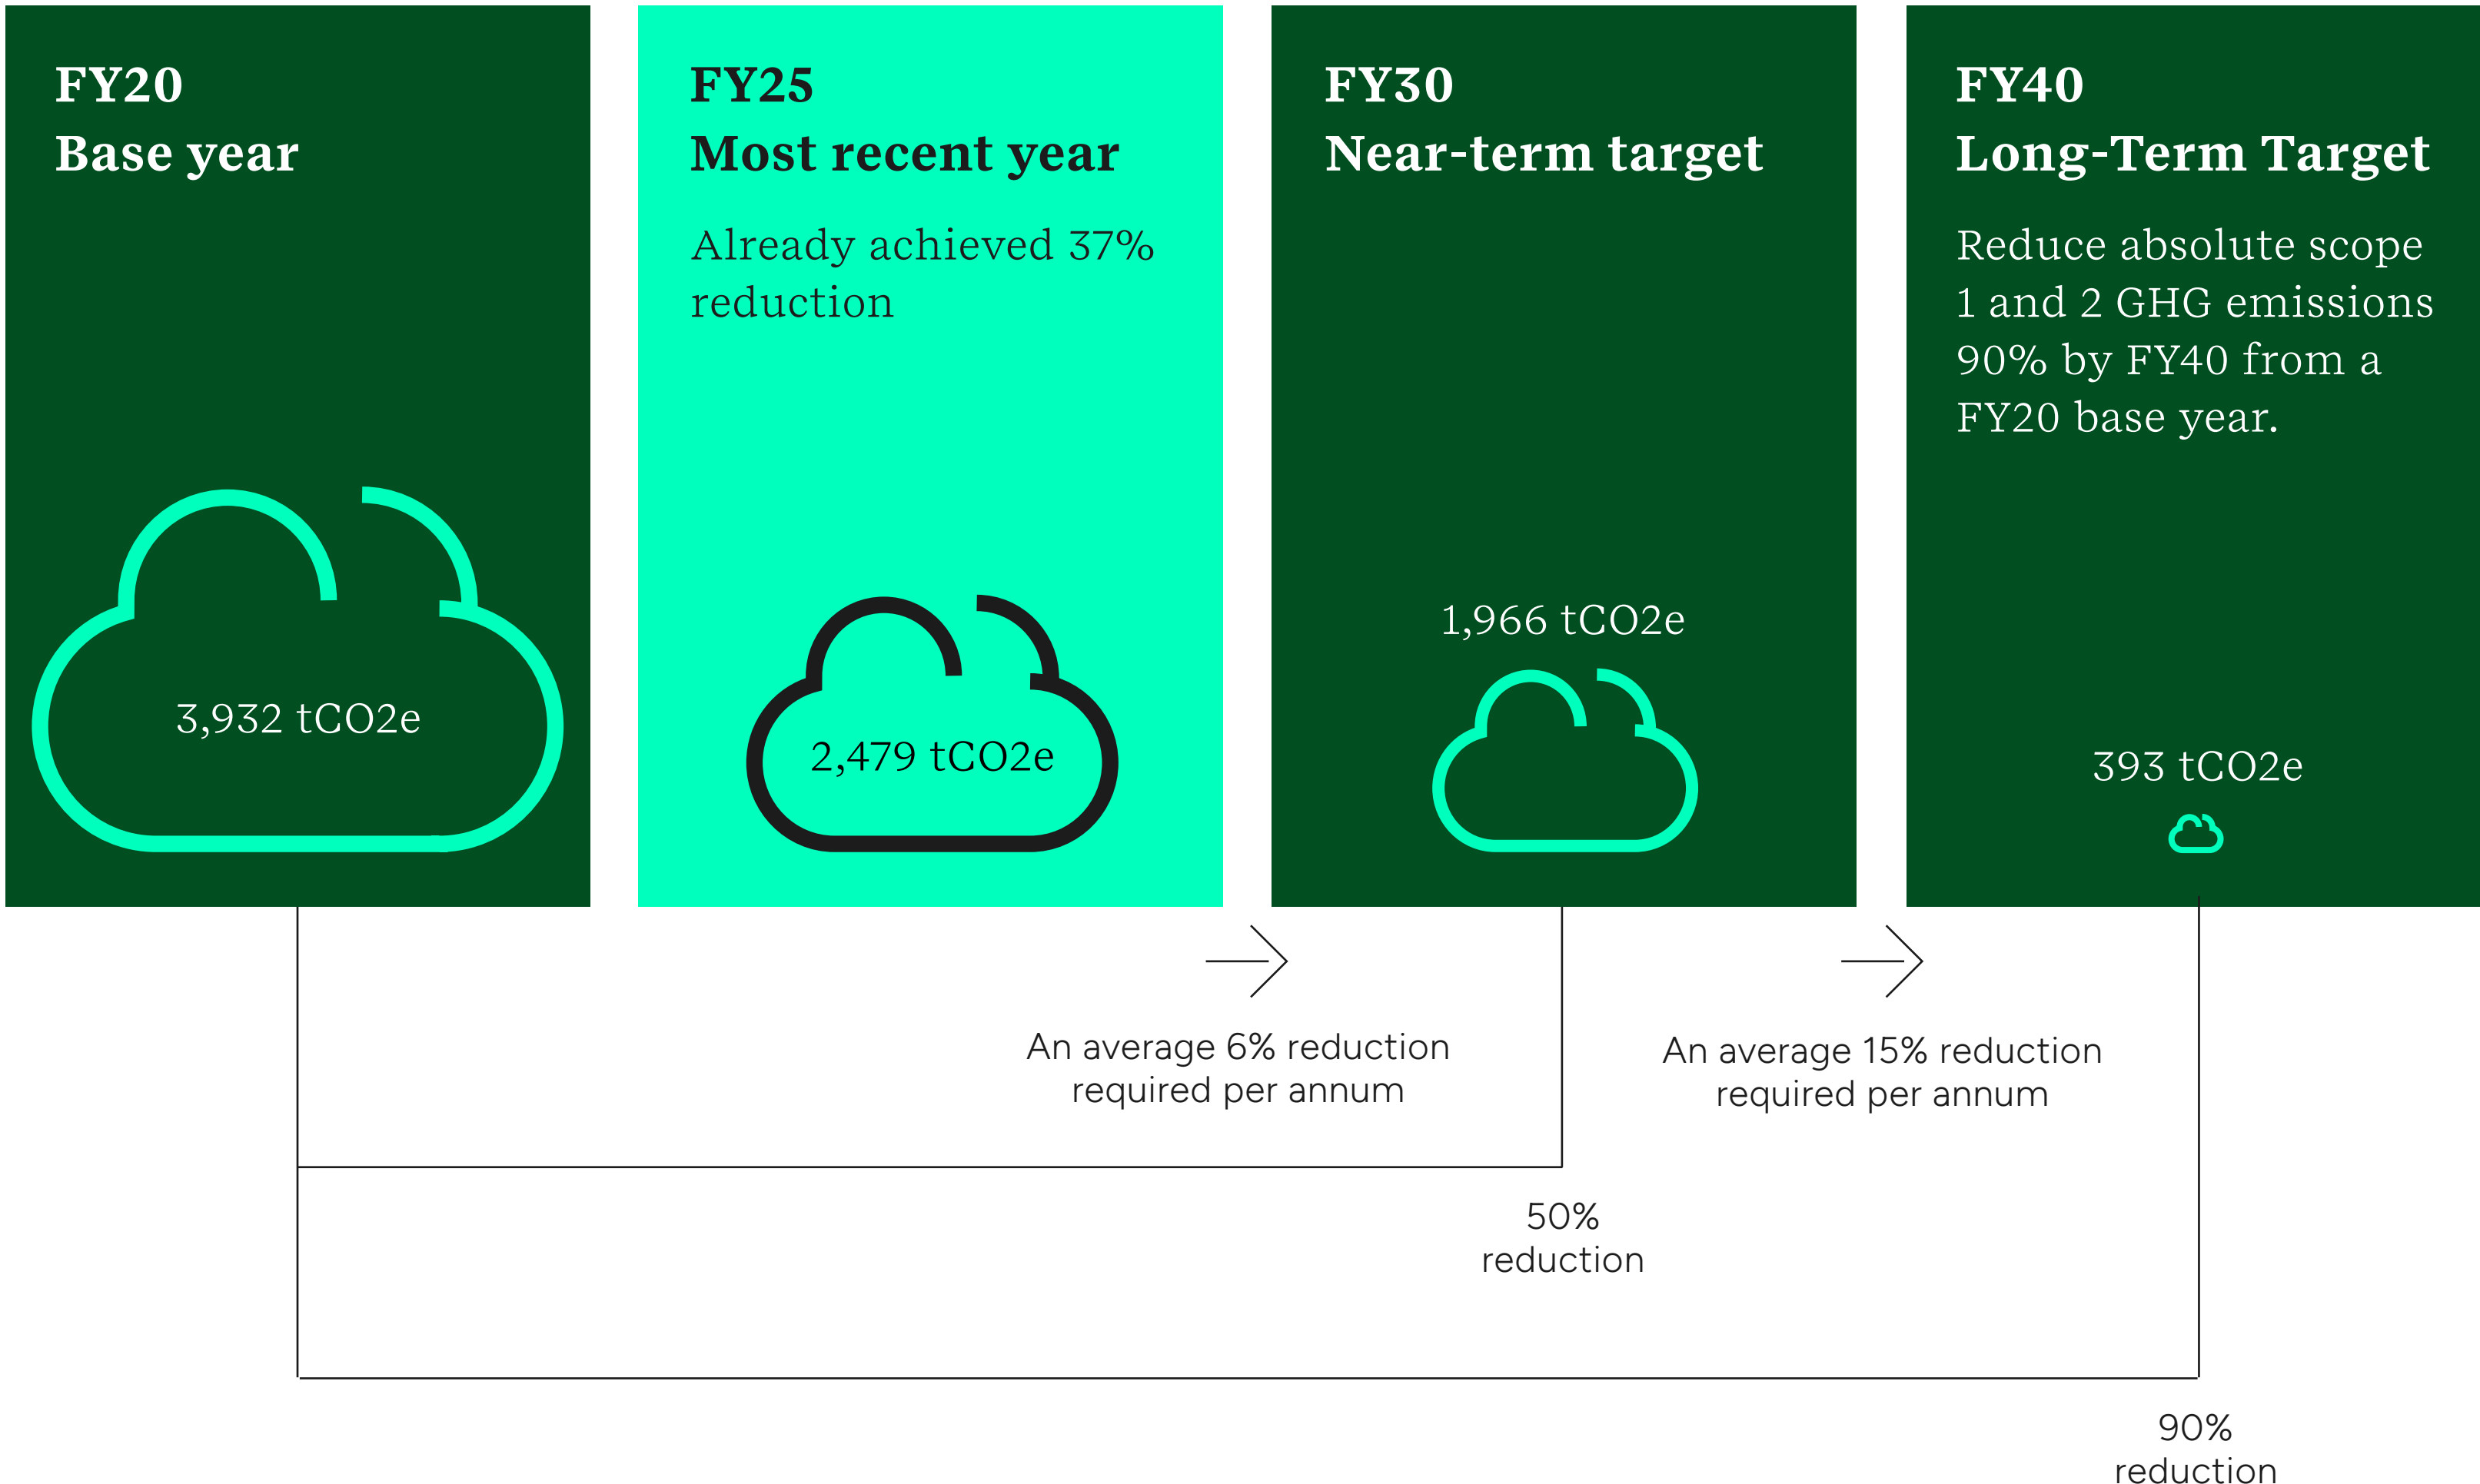 FY20
Base year
3,932 tCO2e
FY25
Most recent year
Already achieved 37%
reduction
2,479 tCO2e
FY30
Near-term target
1,966 tCO2e
FY40
Long-Term Target
Reduce absolute scope
1 and 2 GHG emissions
90% by FY40 from a
FY20 base year.
393 tCO2e
An average 6% reduction
required per annum
An average 15% reduction
required per annum
50%
reduction
90%
reduction